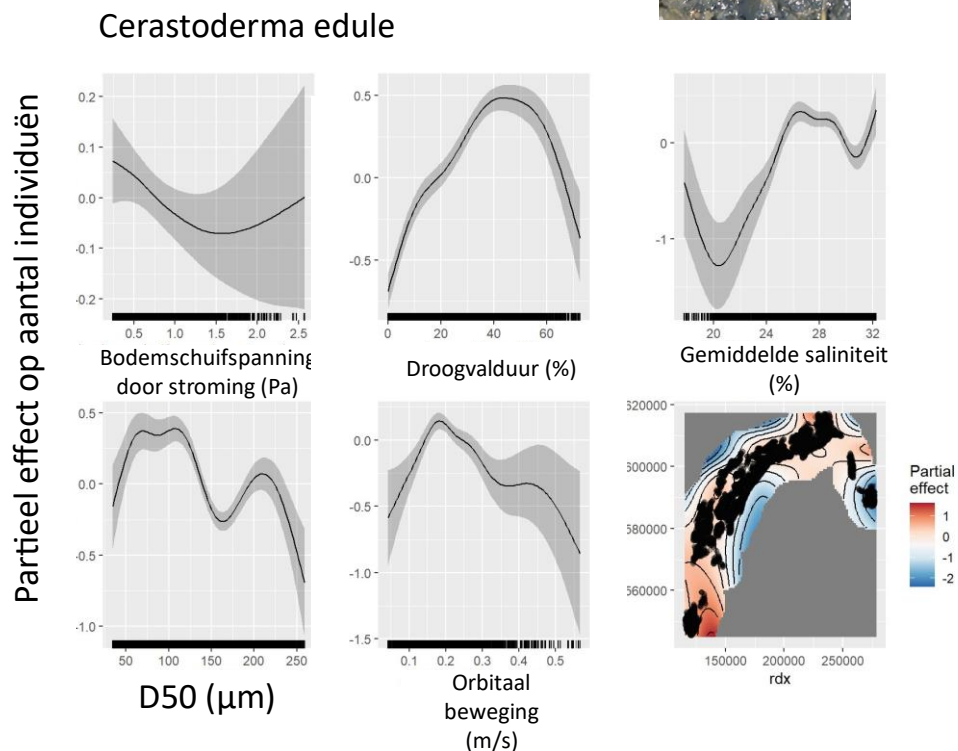 Cerastoderma edule
Partieel effect op aantal individuën
0.2
0.1
0.0
-0.1
-0.2
0.5 1.0 1.5 2.0 2.5
Bodemschuifspanning
door stroming (Pa)
0.5
0.0
-0.5
0 20 40 60
Droogvalduur (%)
0
-1
20 24 28 32
Gemiddelde saliniteit
(%)
0.5
0.0
-0.5
-1.0
50 100 150 200 250
D50 (µm)
0.0
-0.5
-1.0
-1.5
0.1 0.2 0.3 0.4 0.5
Orbitaal
beweging
(m/s)
520000
500000
580000
560000
150000 200000 250000
rdx
Partial
effect
1
0
-1
-2